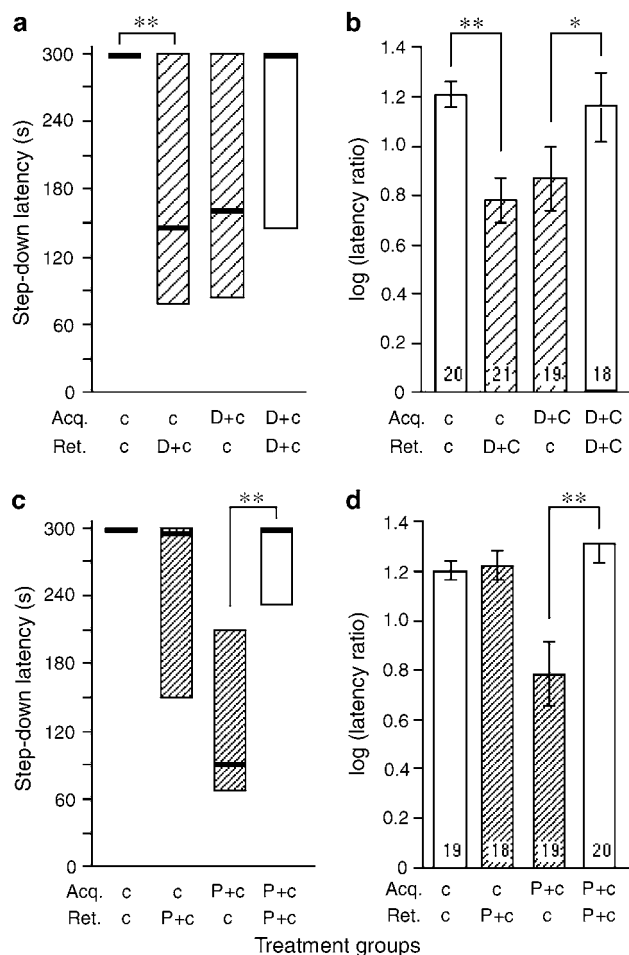 a
**
Step-down latency (s)
300
240
180
120
60
0
Acq. c c D+c D+c
Ret. c D+c c D+c
b
** *
log (latency ratio)
1.4
1.2
1.0
0.8
0.6
0.4
0.2
0
20 21 19 18
Acq. c c D+C D+C
Ret. c D+C c D+C
c
**
Step-down latency (s)
300
240
180
120
60
0
Acq. c c P+c P+c
Ret. c P+c c P+c
d
**
log (latency ratio)
1.4
1.2
1.0
0.8
0.6
0.4
0.2
0
19 18 19 20
Acq. c c P+c P+c
Ret. c P+c c P+c
Treatment groups